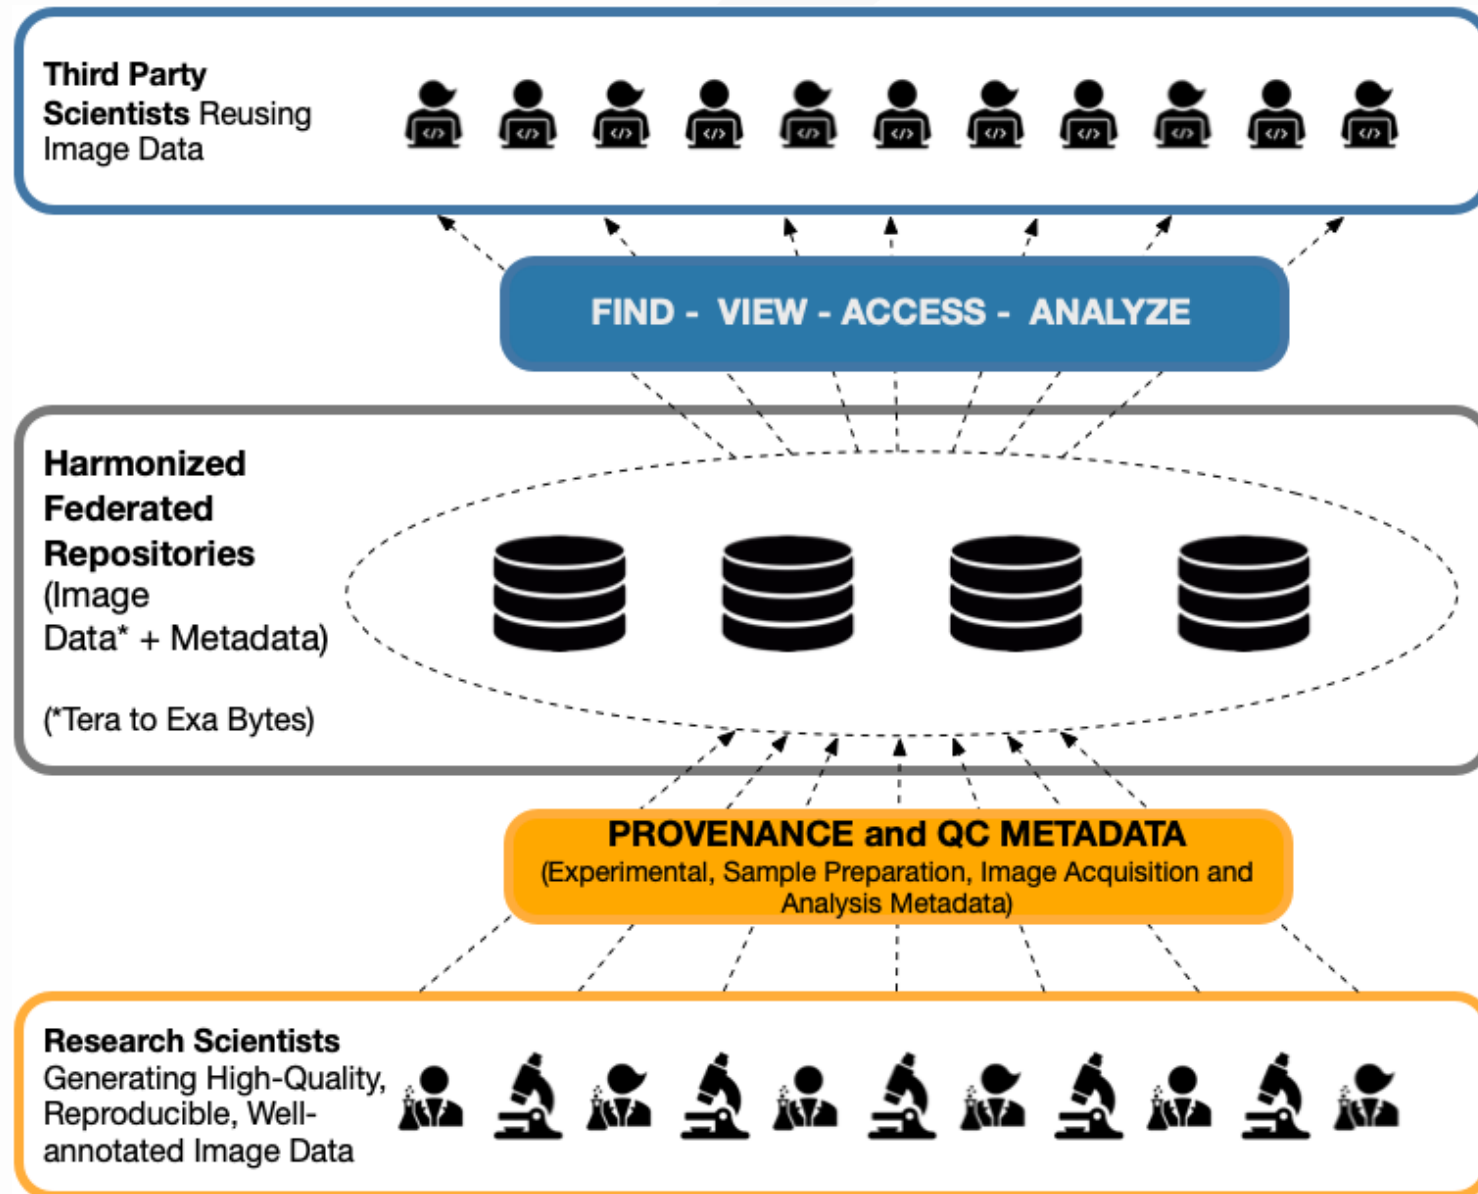 Third Party
Scientists Reusing
Image Data
</>
</>
</>
</>
</>
</>
</>
</>
</>
</>
</>
FIND - VIEW - ACCESS - ANALYZE
Harmonized
Federated
Repositories
(Image
Data* + Metadata)
(*Tera to Exa Bytes)
PROVENANCE and QC METADATA
(Experimental, Sample Preparation, Image Acquisition and
Analysis Metadata)
Research Scientists
Generating High-Quality,
Reproducible, Well-
annotated Image Data